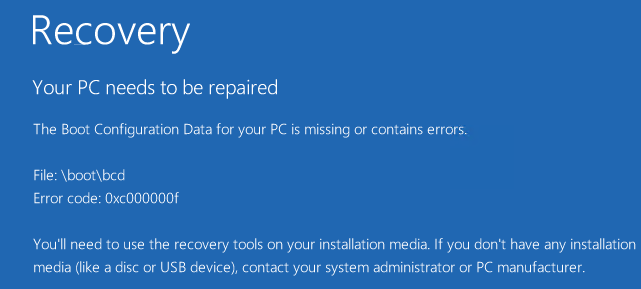 Recovery
Your PC needs to be repaired
The Boot Configuration Data for your PC is missing or contains errors.
File: \boot\bcd
Error code: 0xc000000f
You'll need to use the recovery tools on your installation media. If you don't have any installation
media (like a disc or USB device), contact your system administrator or PC manufacturer.